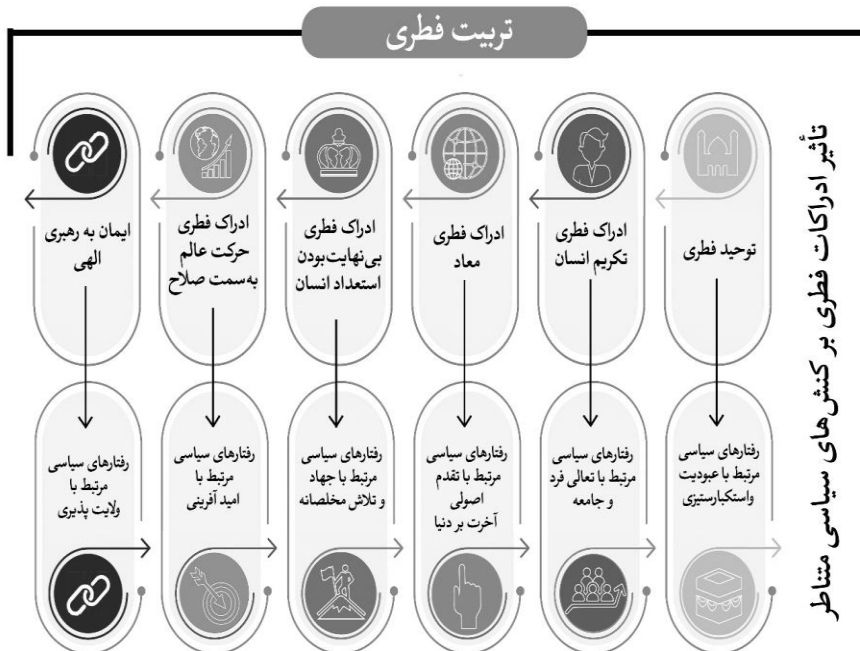 تربیت فطری
تأثیر ادراکات فطری بر کنش‌های سیاسی متناظر
توحید فطری
ادراک فطری
تکریم انسان
ادراک فطری
معاد
ادراک فطری
بی‌نهایت‌بودن
استعداد انسان
ادراک فطری
حرکت عالم
به‌سمت صلاح
ایمان به رهبری
الهی
رفتارهای سیاسی
مرتبط با عبودیت
واستکبارستیزی
رفتارهای سیاسی
مرتبط با تعالی فرد
و جامعه
رفتارهای سیاسی
مرتبط با تقدم
اصولی
آخرت بر دنیا
رفتارهای سیاسی
مرتبط با جهاد
و تلاش مخلصانه
رفتارهای سیاسی
مرتبط با
امید آفرینی
رفتارهای سیاسی
مرتبط با
ولایت پذیری